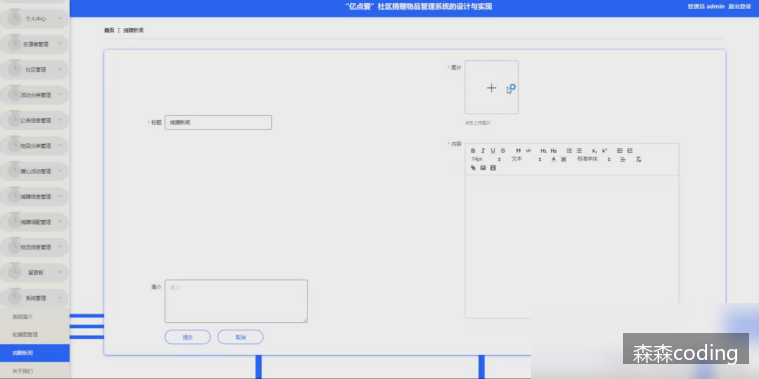 "亿点爱"社区捐赠物品管理系统的设计与实现
管理员 admin 退出登录
首页
捐赠新闻
个人中心
志愿者管理
社区管理
活动分类管理
公告信息管理
物品分类管理
爱心活动管理
捐赠信息管理
捐赠调配管理
物流信息管理
留言板
系统管理
系统简介
轮播图管理
捐赠新闻
关于我们
* 标题
捐赠新闻
* 图片
点击上传图片
* 内容
B I U S H₁ H₂ X₂ X²
14px 文本 A 标准字体
简介
简介
提交
取消
森森coding